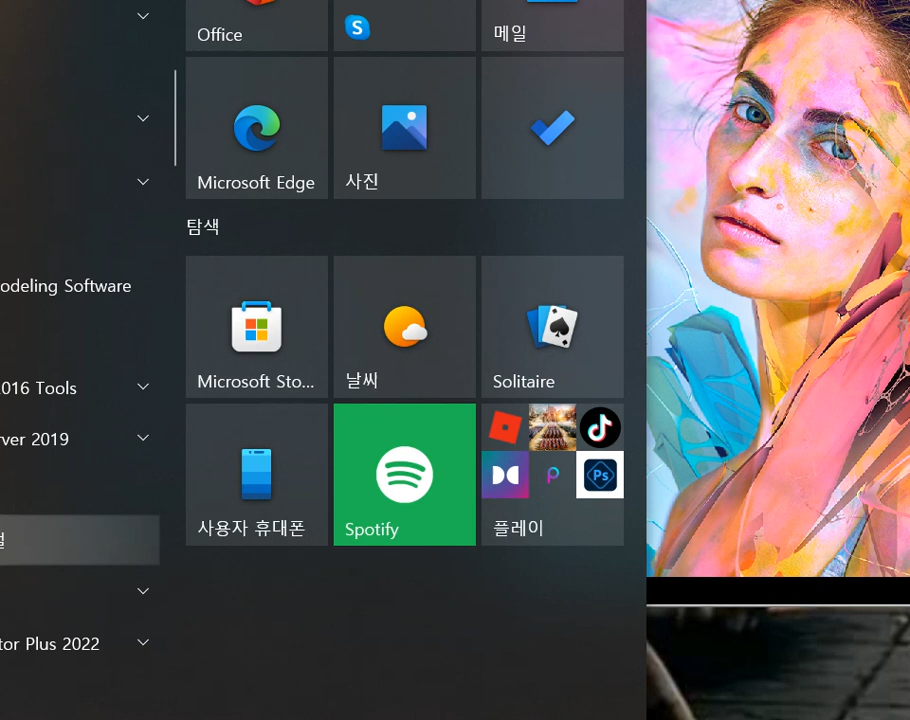 Office
메일
Microsoft Edge
사진
탐색
odeling Software
Microsoft Sto...
날씨
Solitaire
016 Tools
rver 2019
사용자 휴대폰
Spotify
플레이
Ps
tor Plus 2022